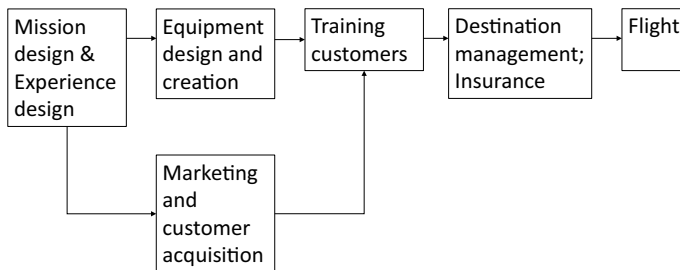 Mission
design &
Experience
design
Equipment
design and
creation
Training
customers
Destination
management;
Insurance
Flight
Marketing
and
customer
acquisition